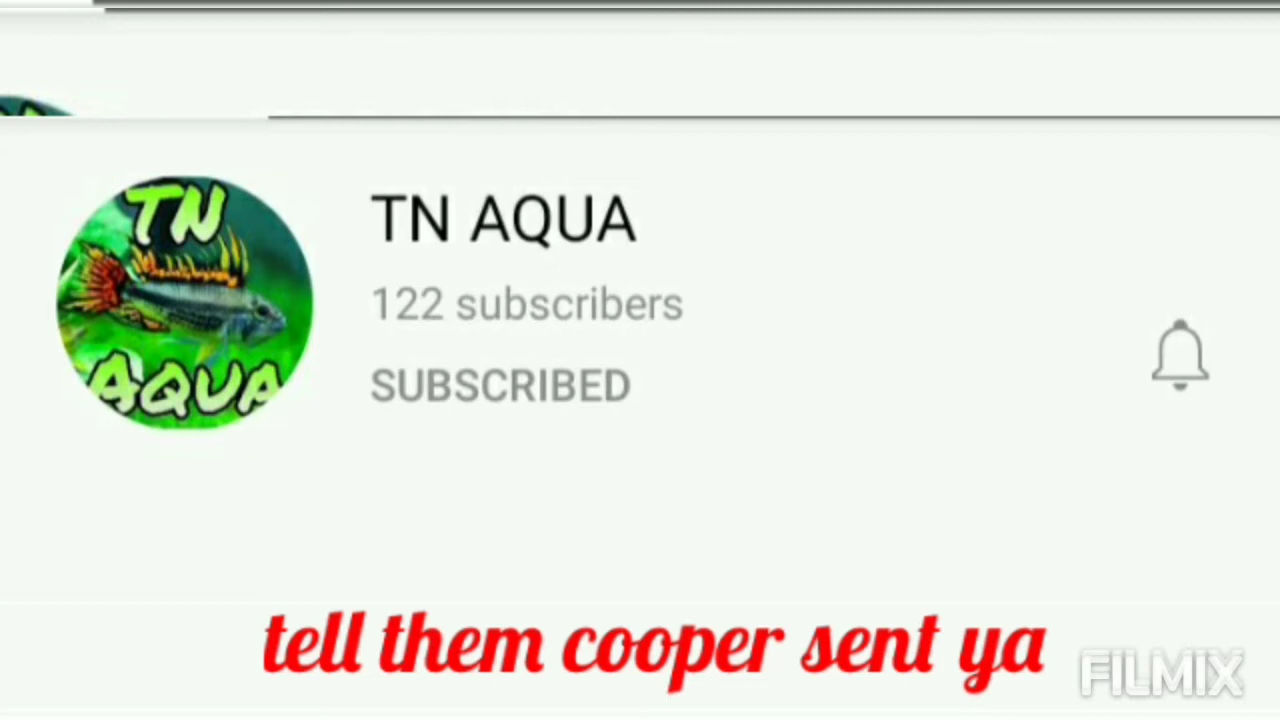 TN
AQUA
TN AQUA
122 subscribers
SUBSCRIBED
tell them cooper sent ya
FILMIX